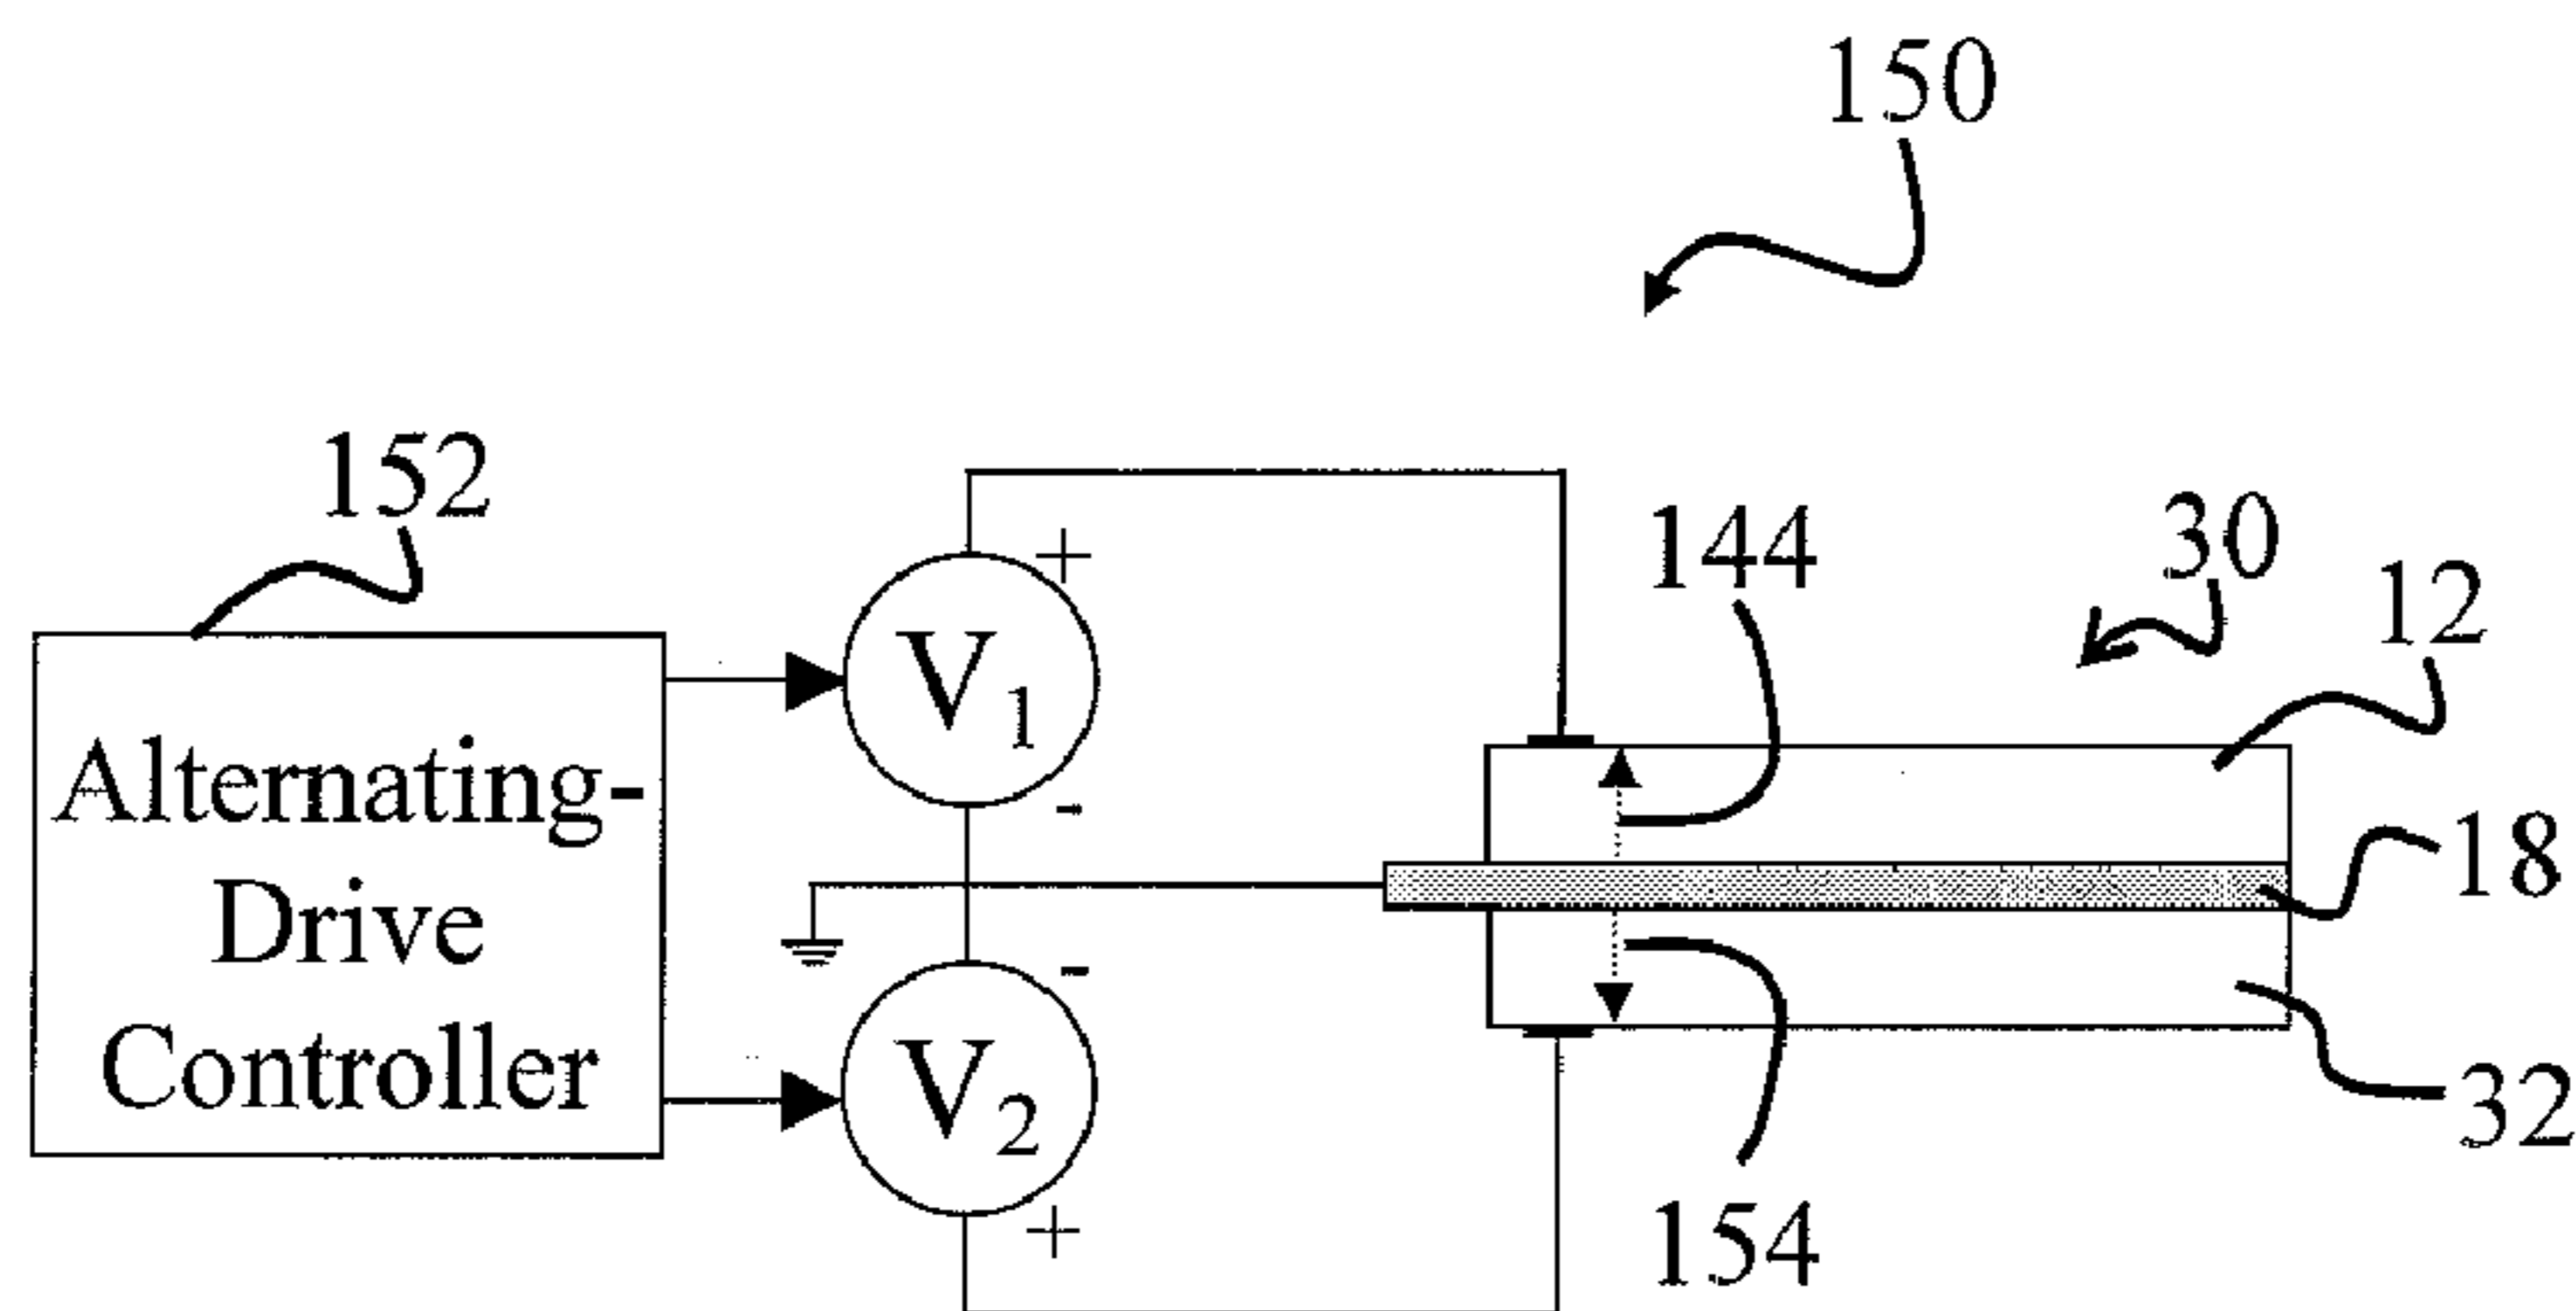 150
152
144
30
12
+
V1
-
Alternating-
Drive
Controller
18
-
V2
+
32
154